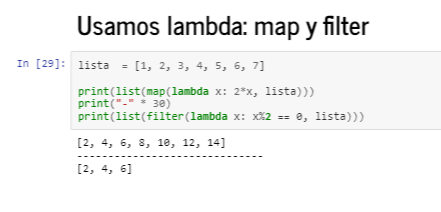 Usamos lambda: map y filter
In [29]: lista = [1, 2, 3, 4, 5, 6, 7]
print(list(map(lambda x: 2*x, lista)))
print("-" * 30)
print(list(filter(lambda x: x%2 == 0, lista)))
[2, 4, 6, 8, 10, 12, 14]
------------------------------
[2, 4, 6]